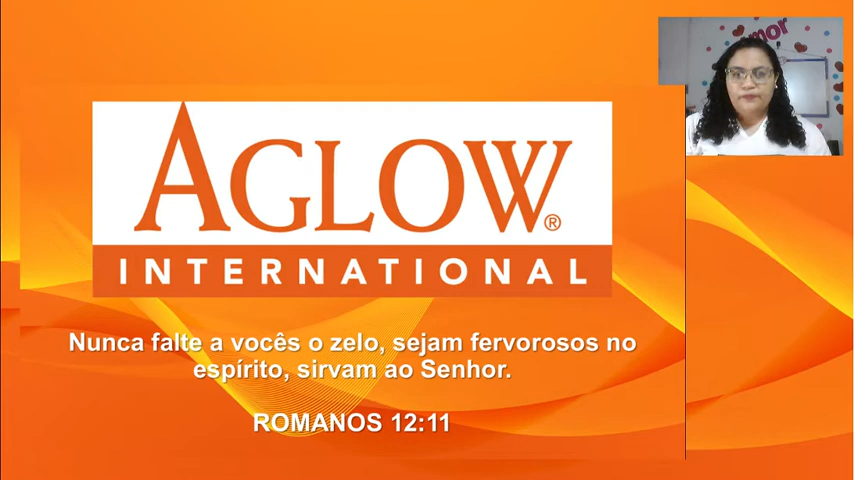 AGLOW®
INTERNATIONAL
Nunca falte a vocês o zelo, sejam fervorosos no
espírito, sirvam ao Senhor.
ROMANOS 12:11